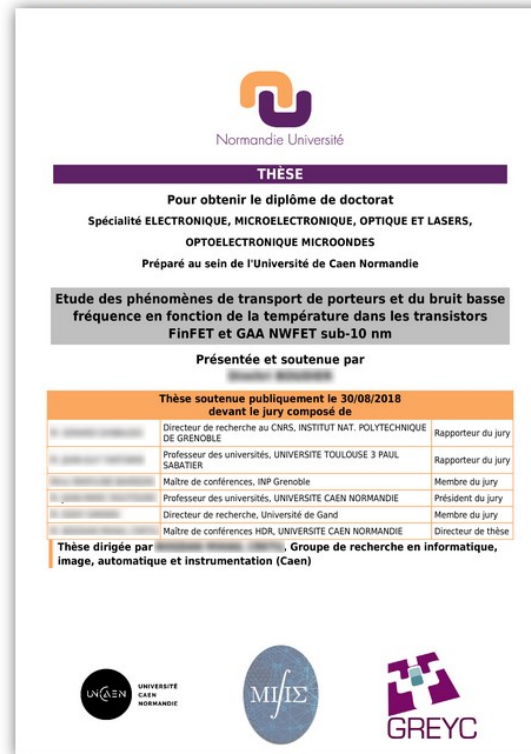 Normandie Université
THÈSE
Pour obtenir le diplôme de doctorat
Spécialité ELECTRONIQUE, MICROELECTRONIQUE, OPTIQUE ET LASERS,
OPTOELECTRONIQUE MICROONDES
Préparé au sein de l'Université de Caen Normandie
Etude des phénomènes de transport de porteurs et du bruit basse
fréquence en fonction de la température dans les transistors
FinFET et GAA NWFET sub-10 nm
Présentée et soutenue par
Thèse soutenue publiquement le 30/08/2018
devant le jury composé de
Directeur de recherche au CNRS, INSTITUT NAT. POLYTECHNIQUE
DE GRENOBLE
Rapporteur du jury
Professeur des universités, UNIVERSITE TOULOUSE 3 PAUL
SABATIER
Rapporteur du jury
Maître de conférences, INP Grenoble
Membre du jury
Professeur des universités, UNIVERSITE CAEN NORMANDIE
Président du jury
Directeur de recherche, Université de Gand
Membre du jury
Maître de conférences HDR, UNIVERSITE CAEN NORMANDIE
Directeur de thèse
Thèse dirigée par , Groupe de recherche en informatique,
image, automatique et instrumentation (Caen)
UNICAEN
UNIVERSITÉ
CAEN
NORMANDIE
GREYC